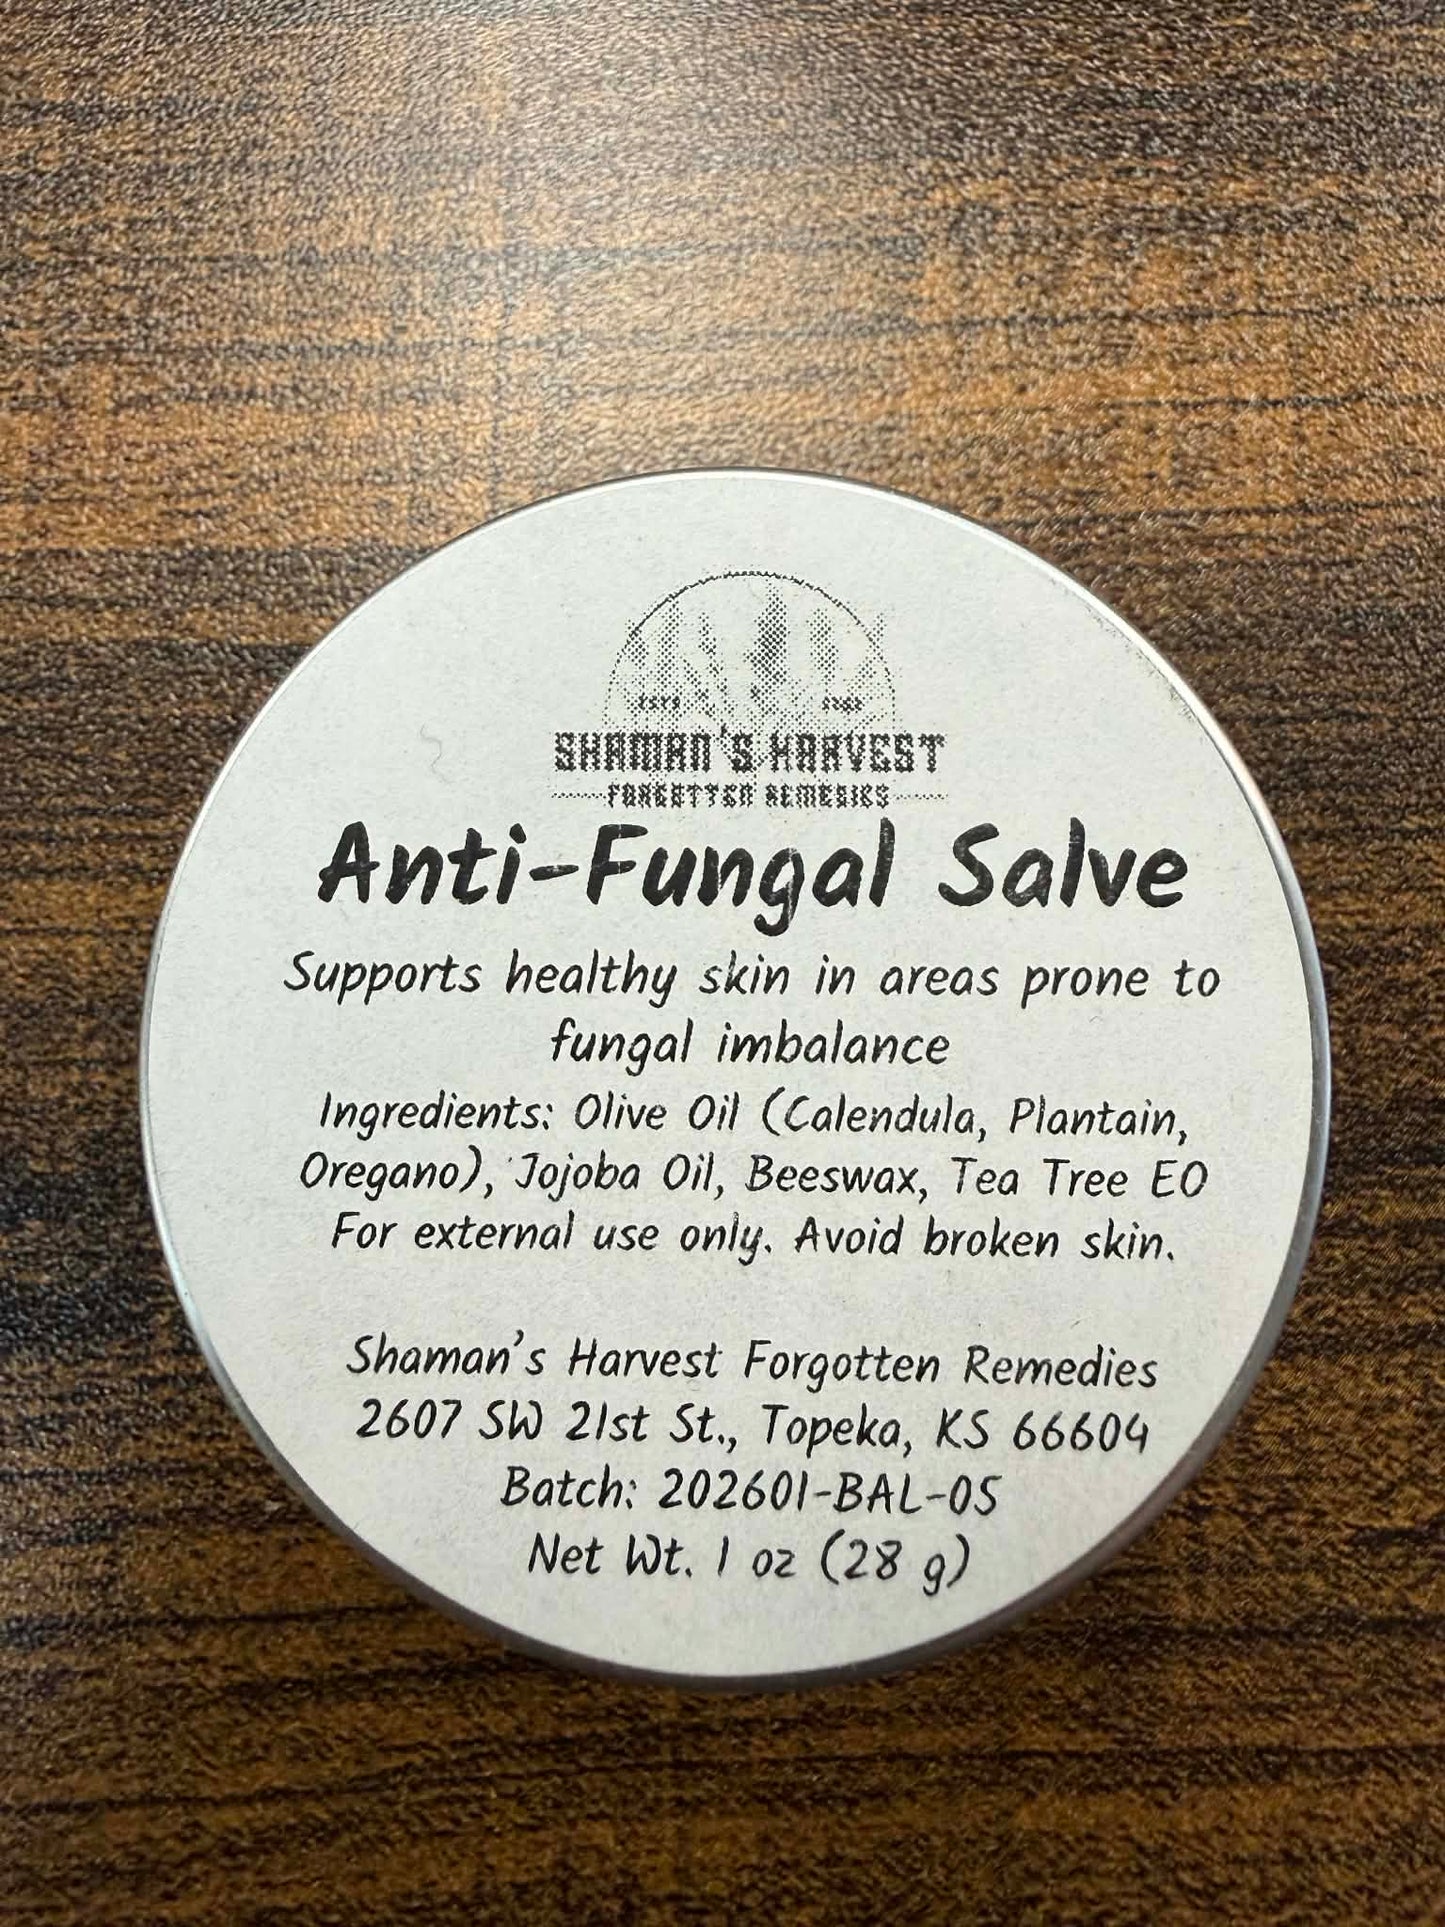 SHAMAN'S HARVEST
FORGOTTEN REMEDIES
Anti-Fungal Salve
Supports healthy skin in areas prone to
fungal imbalance
Ingredients: Olive Oil (Calendula, Plantain,
Oregano), Jojoba Oil, Beeswax, Tea Tree EO
For external use only. Avoid broken skin.
Shaman's Harvest Forgotten Remedies
2607 SW 21st St., Topeka, KS 66604
Batch: 202601-BAL-05
Net Wt. 1 oz (28 g)